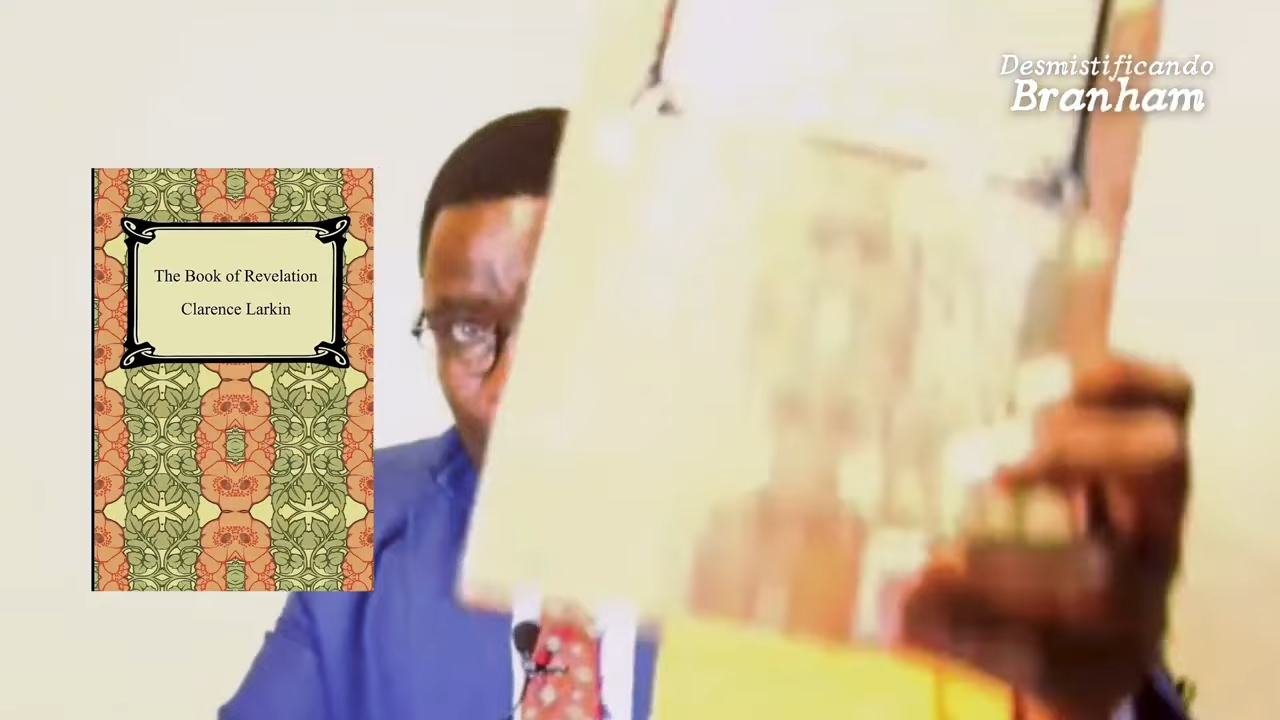 Desmistificando
Branham
The Book of Revelation
Clarence Larkin